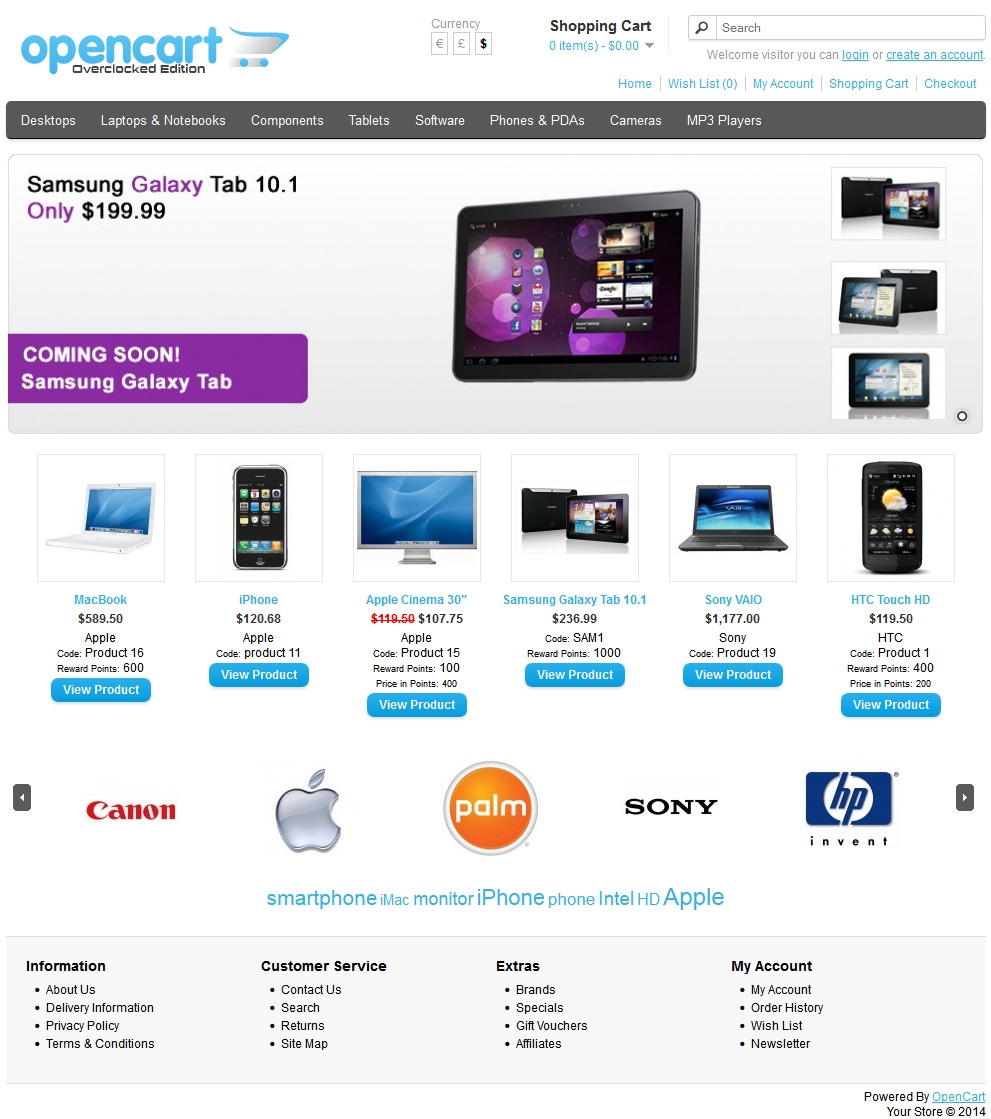 opencart
Overclocked Edition
Currency
€ £ $
Shopping Cart
0 item(s) - $0.00
Search
Welcome visitor you can login or create an account.
Home
Wish List (0)
My Account
Shopping Cart
Checkout
Desktops
Laptops & Notebooks
Components
Tablets
Software
Phones & PDAs
Cameras
MP3 Players
Samsung Galaxy Tab 10.1
Only $199.99
COMING SOON!
Samsung Galaxy Tab
MacBook
$589.50
Apple
Code: Product 16
Reward Points: 600
View Product
iPhone
$120.68
Apple
Code: product 11
View Product
Apple Cinema 30"
$119.50 $107.75
Apple
Code: Product 15
Reward Points: 100
Price in Points: 400
View Product
Samsung Galaxy Tab 10.1
$236.99
Code: SAM1
Reward Points: 1000
View Product
VAIO
Sony VAIO
$1,177.00
Sony
Code: Product 19
View Product
HTC Touch HD
$119.50
HTC
Code: Product 1
Reward Points: 400
Price in Points: 200
View Product
Canon
palm
SONY
hp
®
invent
smartphone iMac monitor iPhone phone Intel HD Apple
Information
About Us
Delivery Information
Privacy Policy
Terms & Conditions
Customer Service
Contact Us
Search
Returns
Site Map
Extras
Brands
Specials
Gift Vouchers
Affiliates
My Account
My Account
Order History
Wish List
Newsletter
Powered By OpenCart
Your Store © 2014